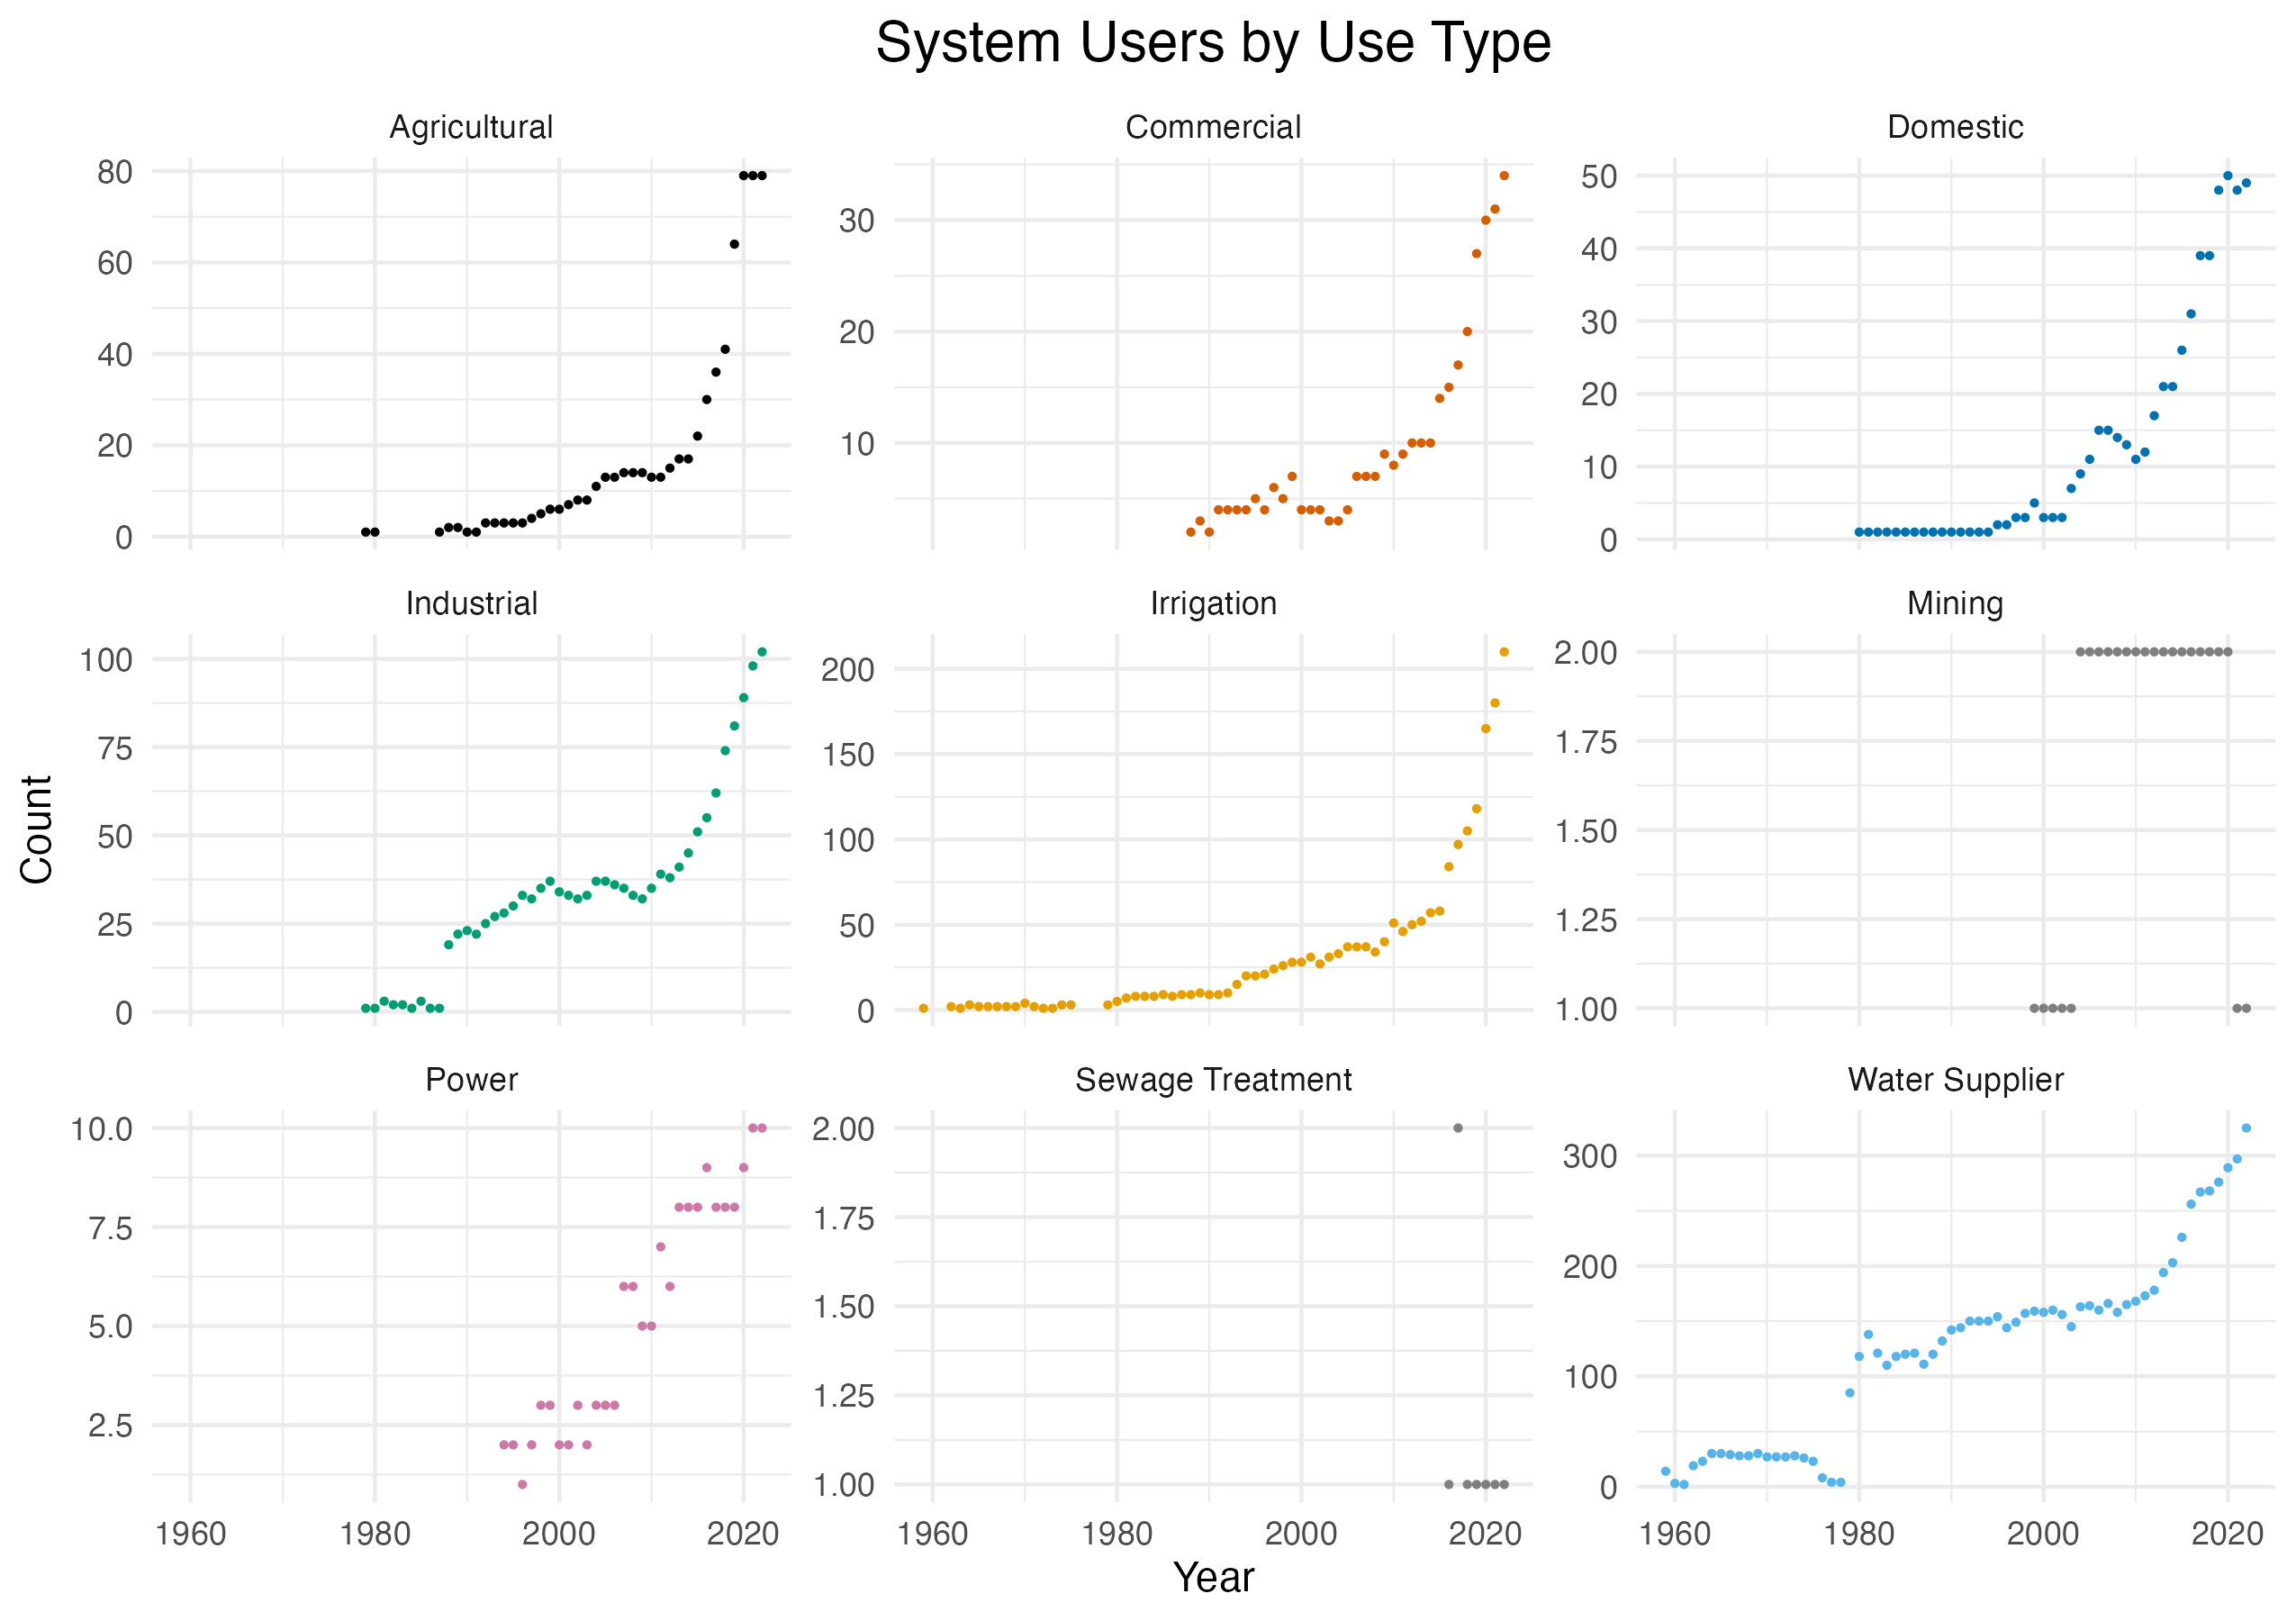 System Users by Use Type
Agricultural
Commercial
Domestic
80
60
40
20
0
30
20
10
50
40
30
20
10
0
Industrial
Irrigation
Mining
100
75
50
25
0
200
150
100
50
0
2.00
1.75
1.50
1.25
1.00
Count
Power
Sewage Treatment
Water Supplier
10.0
7.5
5.0
2.5
2.00
1.75
1.50
1.25
1.00
300
200
100
0
1960 1980 2000 2020
1960 1980 2000 2020
1960 1980 2000 2020
Year